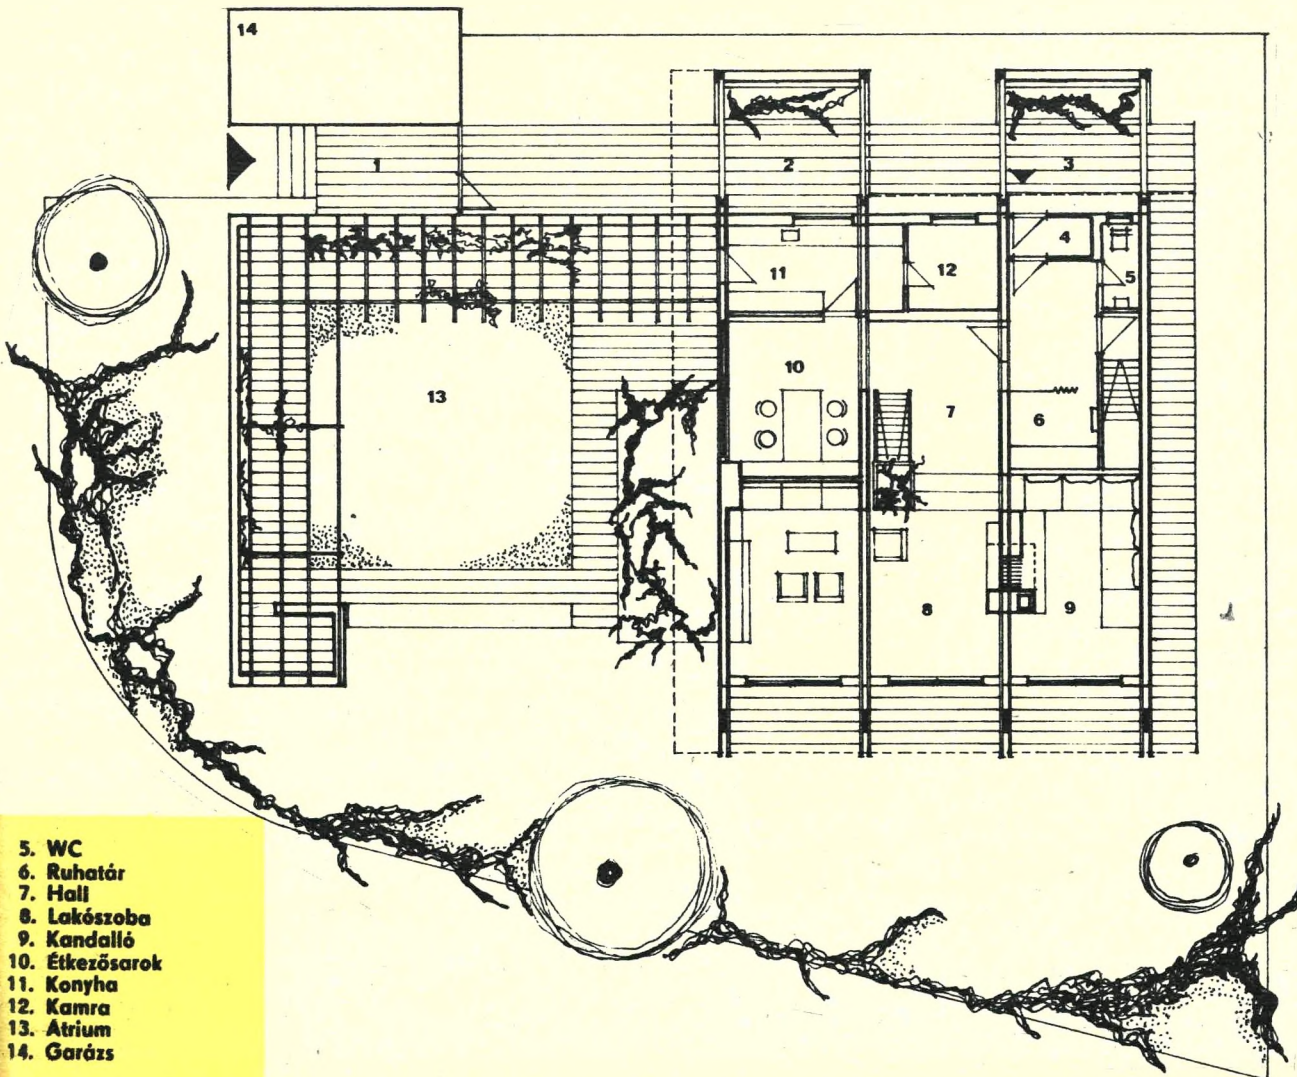 14
1
2
3
4
5
11
12
10
13
7
6
8
9
5. WC
6. Ruhatár
7. Hall
8. Lakószoba
9. Kandalló
10. Étkezősarok
11. Konyha
12. Kamra
13. Átrium
14. Garázs